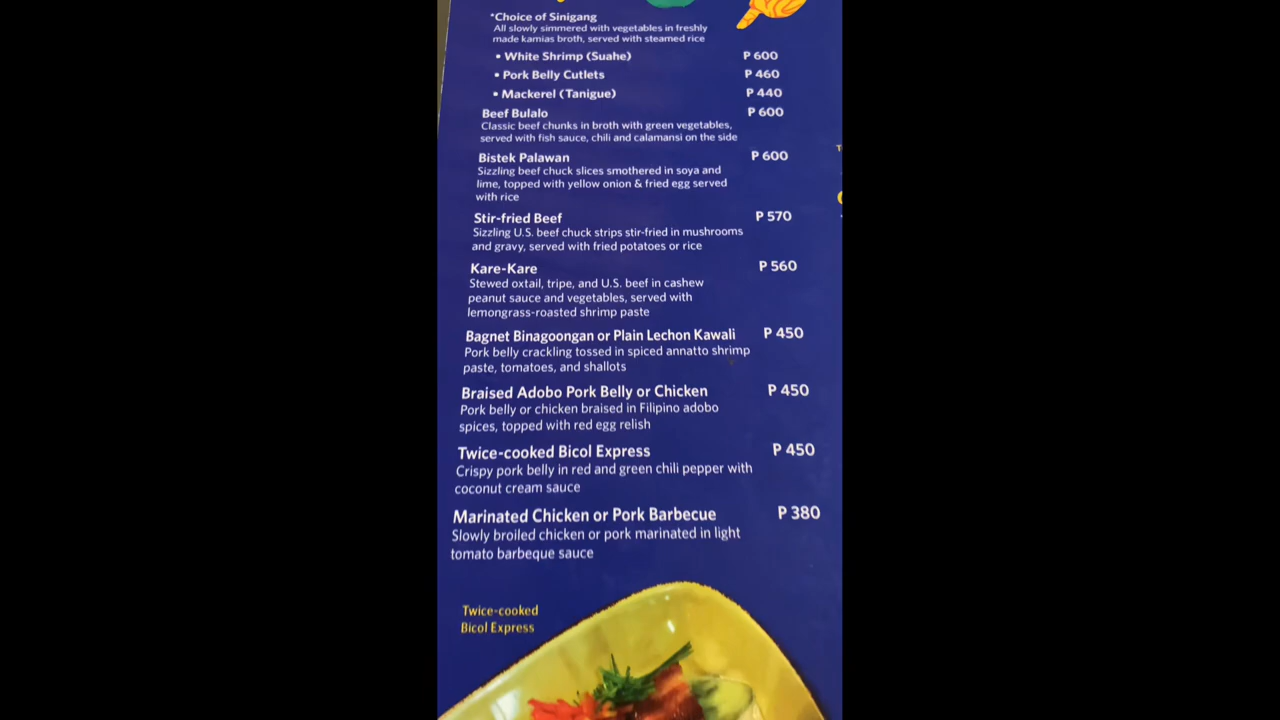 *Choice of Sinigang
All slowly simmered with vegetables in freshly
made kamias broth, served with steamed rice
• White Shrimp (Suahe) P 600
• Pork Belly Cutlets P 460
• Mackerel (Tanigue) P 440
Beef Bulalo P 600
Classic beef chunks in broth with green vegetables,
served with fish sauce, chili and calamansi on the side
Bistek Palawan P 600
Sizzling beef chuck slices smothered in soya and
lime, topped with yellow onion & fried egg served
with rice
Stir-fried Beef P 570
Sizzling U.S. beef chuck strips stir-fried in mushrooms
and gravy, served with fried potatoes or rice
Kare-Kare P 560
Stewed oxtail, tripe, and U.S. beef in cashew
peanut sauce and vegetables, served with
lemongrass-roasted shrimp paste
Bagnet Binagoongan or Plain Lechon Kawali P 450
Pork belly crackling tossed in spiced annatto shrimp
paste, tomatoes, and shallots
Braised Adobo Pork Belly or Chicken P 450
Pork belly or chicken braised in Filipino adobo
spices, topped with red egg relish
Twice-cooked Bicol Express P 450
Crispy pork belly in red and green chili pepper with
coconut cream sauce
Marinated Chicken or Pork Barbecue P 380
Slowly broiled chicken or pork marinated in light
tomato barbeque sauce
Twice-cooked
Bicol Express